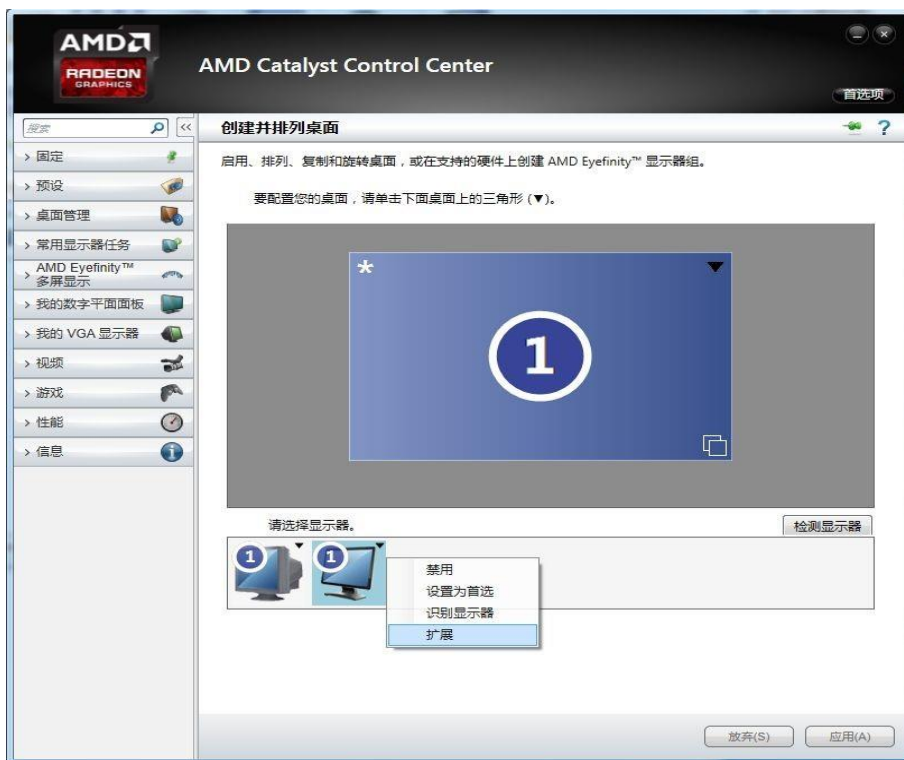 AMD
RADEON
GRAPHICS
AMD Catalyst Control Center
首选项
搜索
<<
创建并排列桌面
?
固定
预设
桌面管理
常用显示器任务
AMD Eyefinity™
多屏显示
我的数字平面面板
我的 VGA 显示器
视频
游戏
性能
信息
启用、排列、复制和旋转桌面，或在支持的硬件上创建 AMD Eyefinity™ 显示器组。
要配置您的桌面，请单击下面桌面上的三角形 (▼)。
*
1
请选择显示器。
检测显示器
1
1
禁用
设置为首选
识别显示器
扩展
放弃(S)
应用(A)